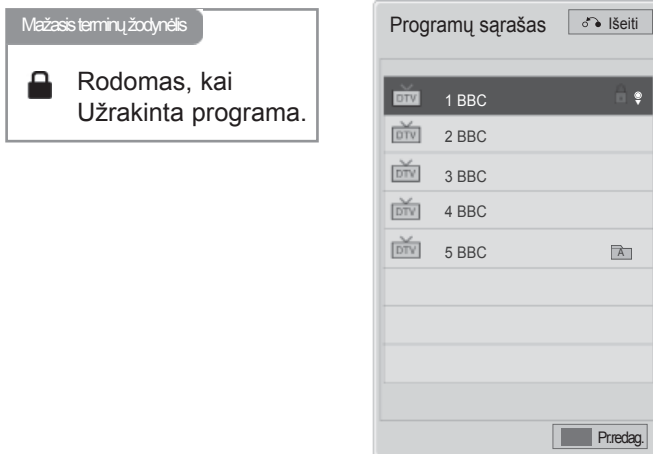 Mažasis terminų žodynėlis
Rodomas, kai
Užrakinta programa.
Programų sąrašas
Išeiti
DTV 1 BBC
DTV 2 BBC
DTV 3 BBC
DTV 4 BBC
DTV 5 BBC A
Pr.redag.